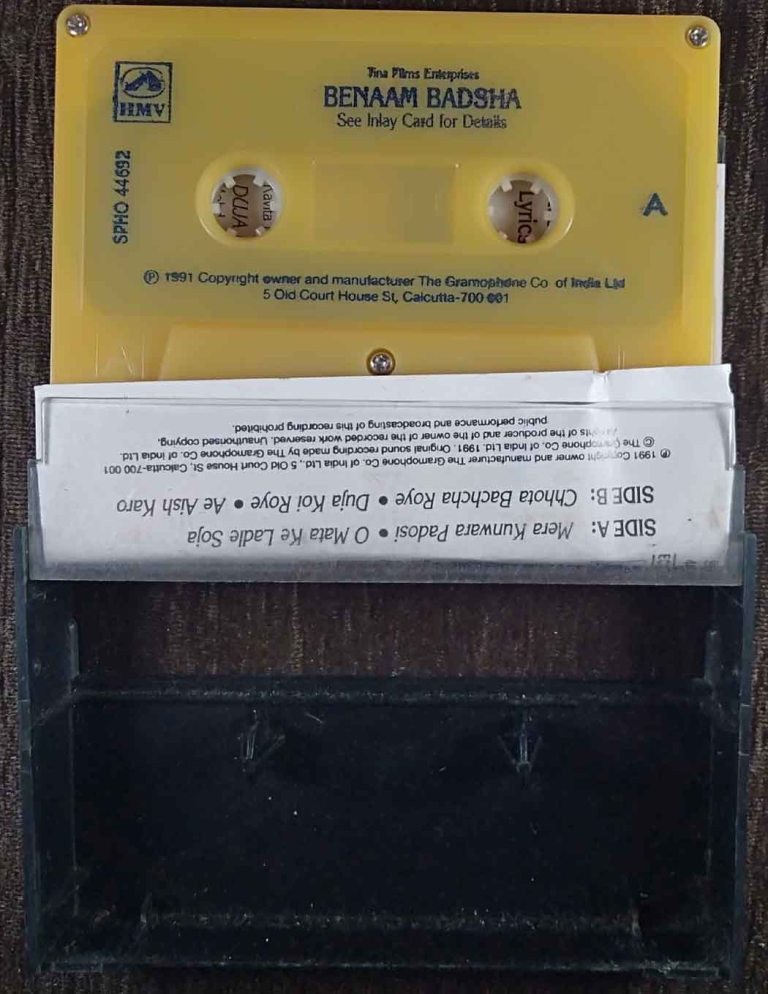 Tina Films Enterprises
BENAAM BADSHA
See Inlay Card for Details
HMV
SPHO 44692
Kavita
DUJA
Lyrics
A
℗ 1991 Copyright owner and manufacturer The Gramophone Co of India Ltd
5 Old Court House St, Calcutta-700 001
SIDE A: Mera Kunwara Padosi • O Mata Ke Ladle Soja
SIDE B: Chhota Bachcha Roye • Duja Koi Roye • Ae Aish Karo
℗ 1991 Copyright owner and manufacturer The Gramophone Co. of India Ltd., 5 Old Court House St, Calcutta-700 001
© The Gramophone Co. of India Ltd. 1991. Original sound recording made by The Gramophone Co. of India Ltd.
All rights of the producer and of the owner of the recorded work reserved. Unauthorised copying,
public performance and broadcasting of this recording prohibited.